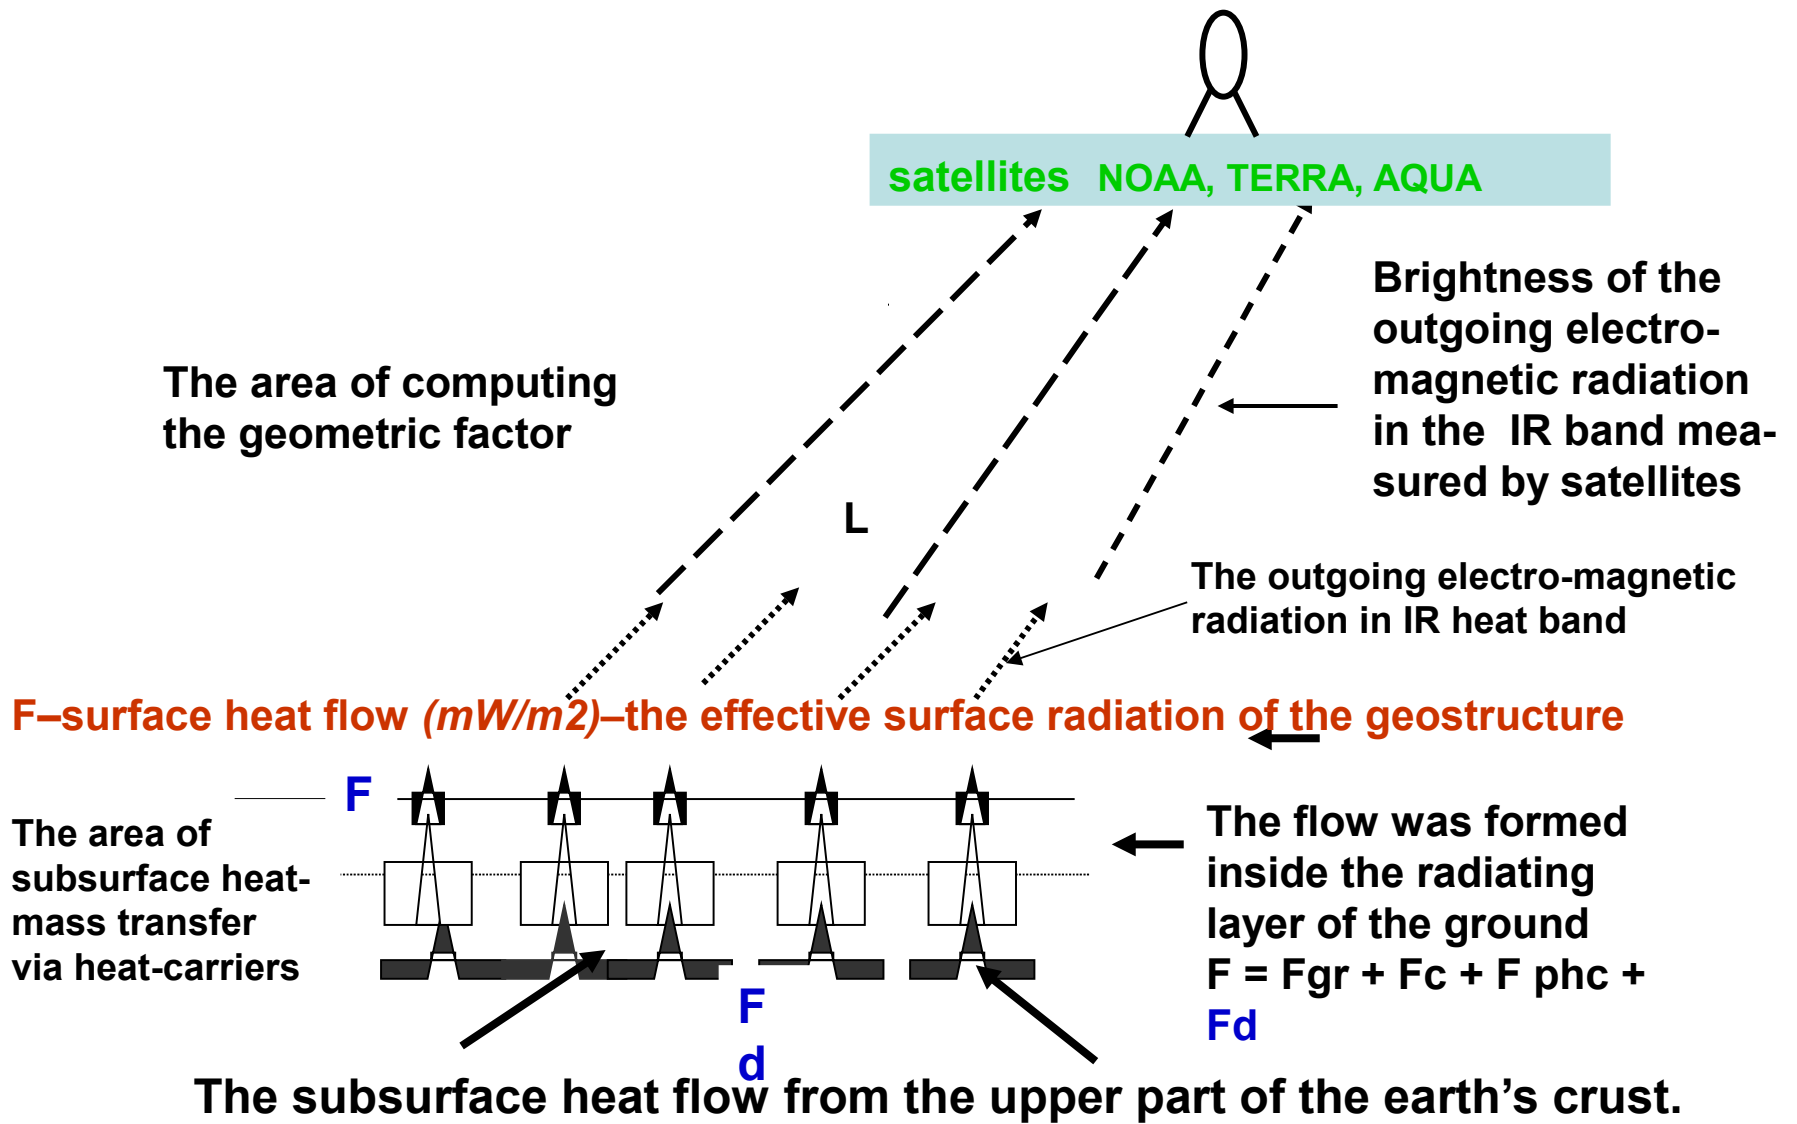 satellites NOAA, TERRA, AQUA
Brightness of the
outgoing electro-
magnetic radiation
in the IR band mea-
sured by satellites
The area of computing
the geometric factor
L
The outgoing electro-magnetic
radiation in IR heat band
F–surface heat flow (mW/m2)–the effective surface radiation of the geostructure
F
The area of
subsurface heat-
mass transfer
via heat-carriers
The flow was formed
inside the radiating
layer of the ground
F = Fgr + Fc + F phc +
Fd
F
d
The subsurface heat flow from the upper part of the earth’s crust.